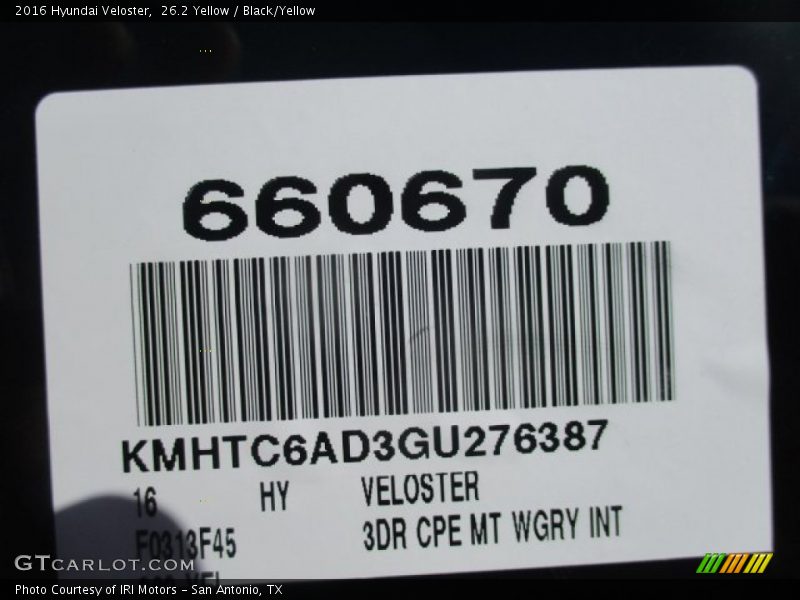 2016 Hyundai Veloster, 26.2 Yellow / Black/Yellow
660670
KMHTC6AD3GU276387
16 HY VELOSTER
F0313F45 3DR CPE MT WGRY INT
GTCARLOT.COM
Photo Courtesy of IRI Motors - San Antonio, TX